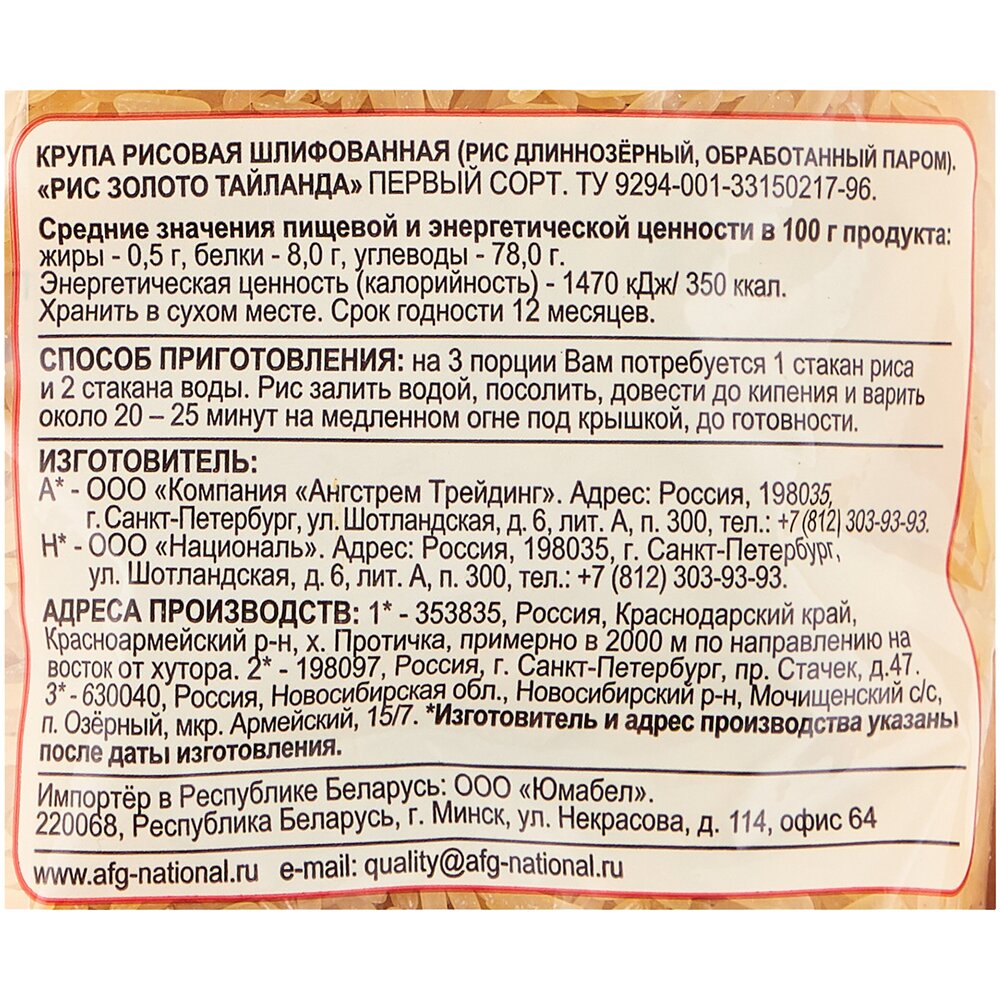 КРУПА РИСОВАЯ ШЛИФОВАННАЯ (РИС ДЛИННОЗЁРНЫЙ, ОБРАБОТАННЫЙ ПАРОМ).
«РИС ЗОЛОТО ТАЙЛАНДА» ПЕРВЫЙ СОРТ. ТУ 9294-001-33150217-96.
Средние значения пищевой и энергетической ценности в 100 г продукта:
жиры - 0,5 г, белки - 8,0 г, углеводы - 78,0 г.
Энергетическая ценность (калорийность) - 1470 кДж/ 350 ккал.
Хранить в сухом месте. Срок годности 12 месяцев.
СПОСОБ ПРИГОТОВЛЕНИЯ: на 3 порции Вам потребуется 1 стакан риса
и 2 стакана воды. Рис залить водой, посолить, довести до кипения и варить
около 20 – 25 минут на медленном огне под крышкой, до готовности.
ИЗГОТОВИТЕЛЬ:
А* - ООО «Компания «Ангстрем Трейдинг». Адрес: Россия, 198035,
г. Санкт-Петербург, ул. Шотландская, д. 6, лит. А, п. 300, тел.: +7 (812) 303-93-93.
Н* - ООО «Националь». Адрес: Россия, 198035, г. Санкт-Петербург,
ул. Шотландская, д. 6, лит. А, п. 300, тел.: +7 (812) 303-93-93.
АДРЕСА ПРОИЗВОДСТВ: 1* - 353835, Россия, Краснодарский край,
Красноармейский р-н, х. Протичка, примерно в 2000 м по направлению на
восток от хутора. 2* - 198097, Россия, г. Санкт-Петербург, пр. Стачек, д.47.
3* - 630040, Россия, Новосибирская обл., Новосибирский р-н, Мочищенский с/с,
п. Озёрный, мкр. Армейский, 15/7. *Изготовитель и адрес производства указаны
после даты изготовления.
Импортёр в Республике Беларусь: ООО «Юмабел».
220068, Республика Беларусь, г. Минск, ул. Некрасова, д. 114, офис 64
www.afg-national.ru e-mail: quality@afg-national.ru